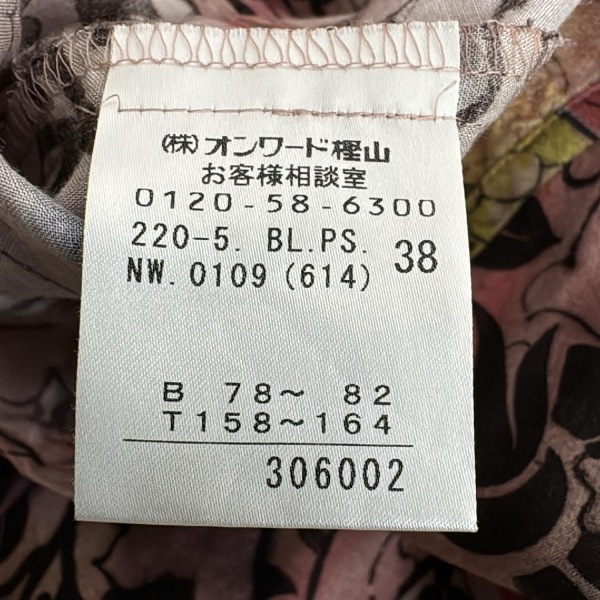 (株)オンワード樫山
お客様相談室
0120-58-6300
220-5. BL.PS. 38
NW. 0109 (614)
B 78～ 82
T158～164
306002